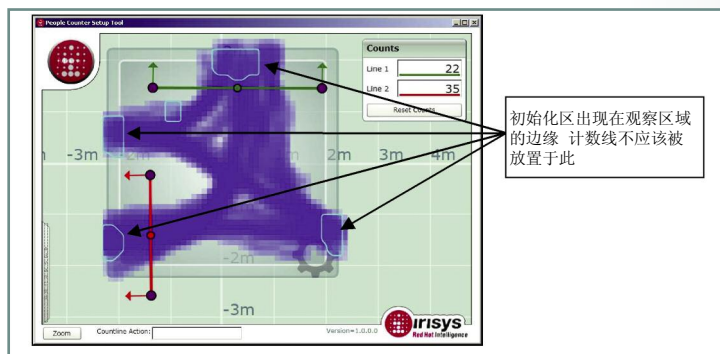 People Counter Setup Tool
Counts
Line 1 22
Line 2 35
Reset Counts
初始化区出现在观察区域
的边缘 计数线不应该被
放置于此
-3m 2m 3m 4m
-2m
-3m
Zoom
Countline Action:
Version=1.0.0.0
irisys
Red Hot Intelligence